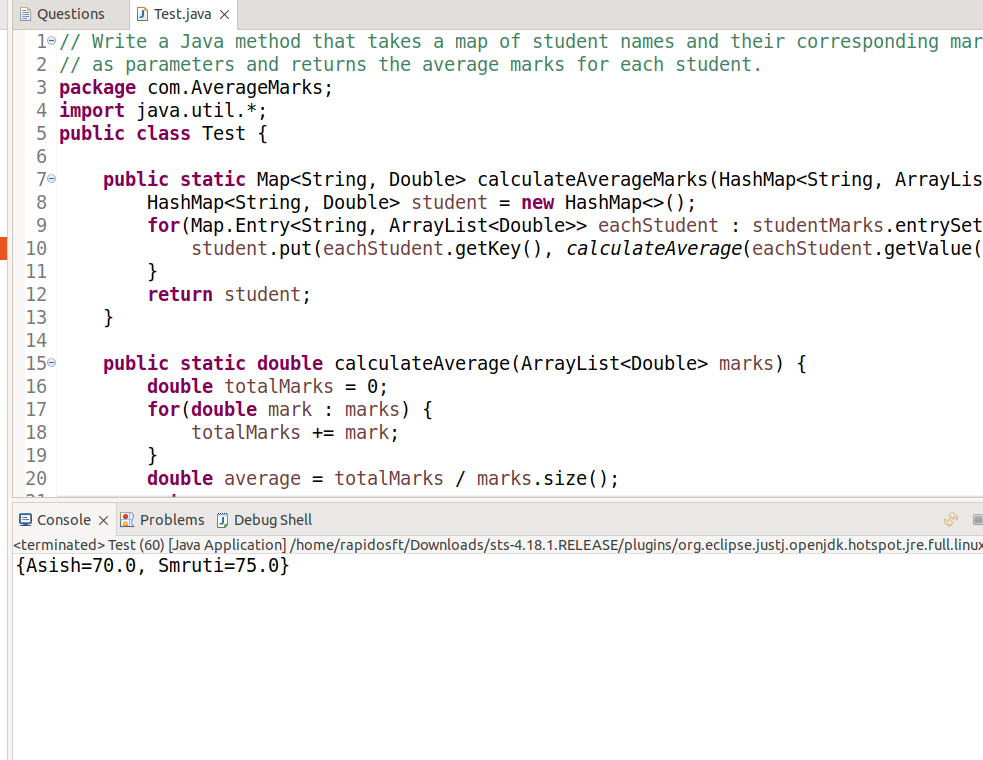 Questions Test.java
1 // Write a Java method that takes a map of student names and their corresponding mar
2 // as parameters and returns the average marks for each student.
3 package com.AverageMarks;
4 import java.util.*;
5 public class Test {
6
7 public static Map<String, Double> calculateAverageMarks(HashMap<String, ArrayLis
8 HashMap<String, Double> student = new HashMap<>();
9 for(Map.Entry<String, ArrayList<Double>> eachStudent : studentMarks.entrySet
10 student.put(eachStudent.getKey(), calculateAverage(eachStudent.getValue(
11 }
12 return student;
13 }
14
15 public static double calculateAverage(ArrayList<Double> marks) {
16 double totalMarks = 0;
17 for(double mark : marks) {
18 totalMarks += mark;
19 }
20 double average = totalMarks / marks.size();
Console Problems Debug Shell
<terminated> Test (60) [Java Application] /home/rapidosft/Downloads/sts-4.18.1.RELEASE/plugins/org.eclipse.justj.openjdk.hotspot.jre.full.linux
{Asish=70.0, Smruti=75.0}